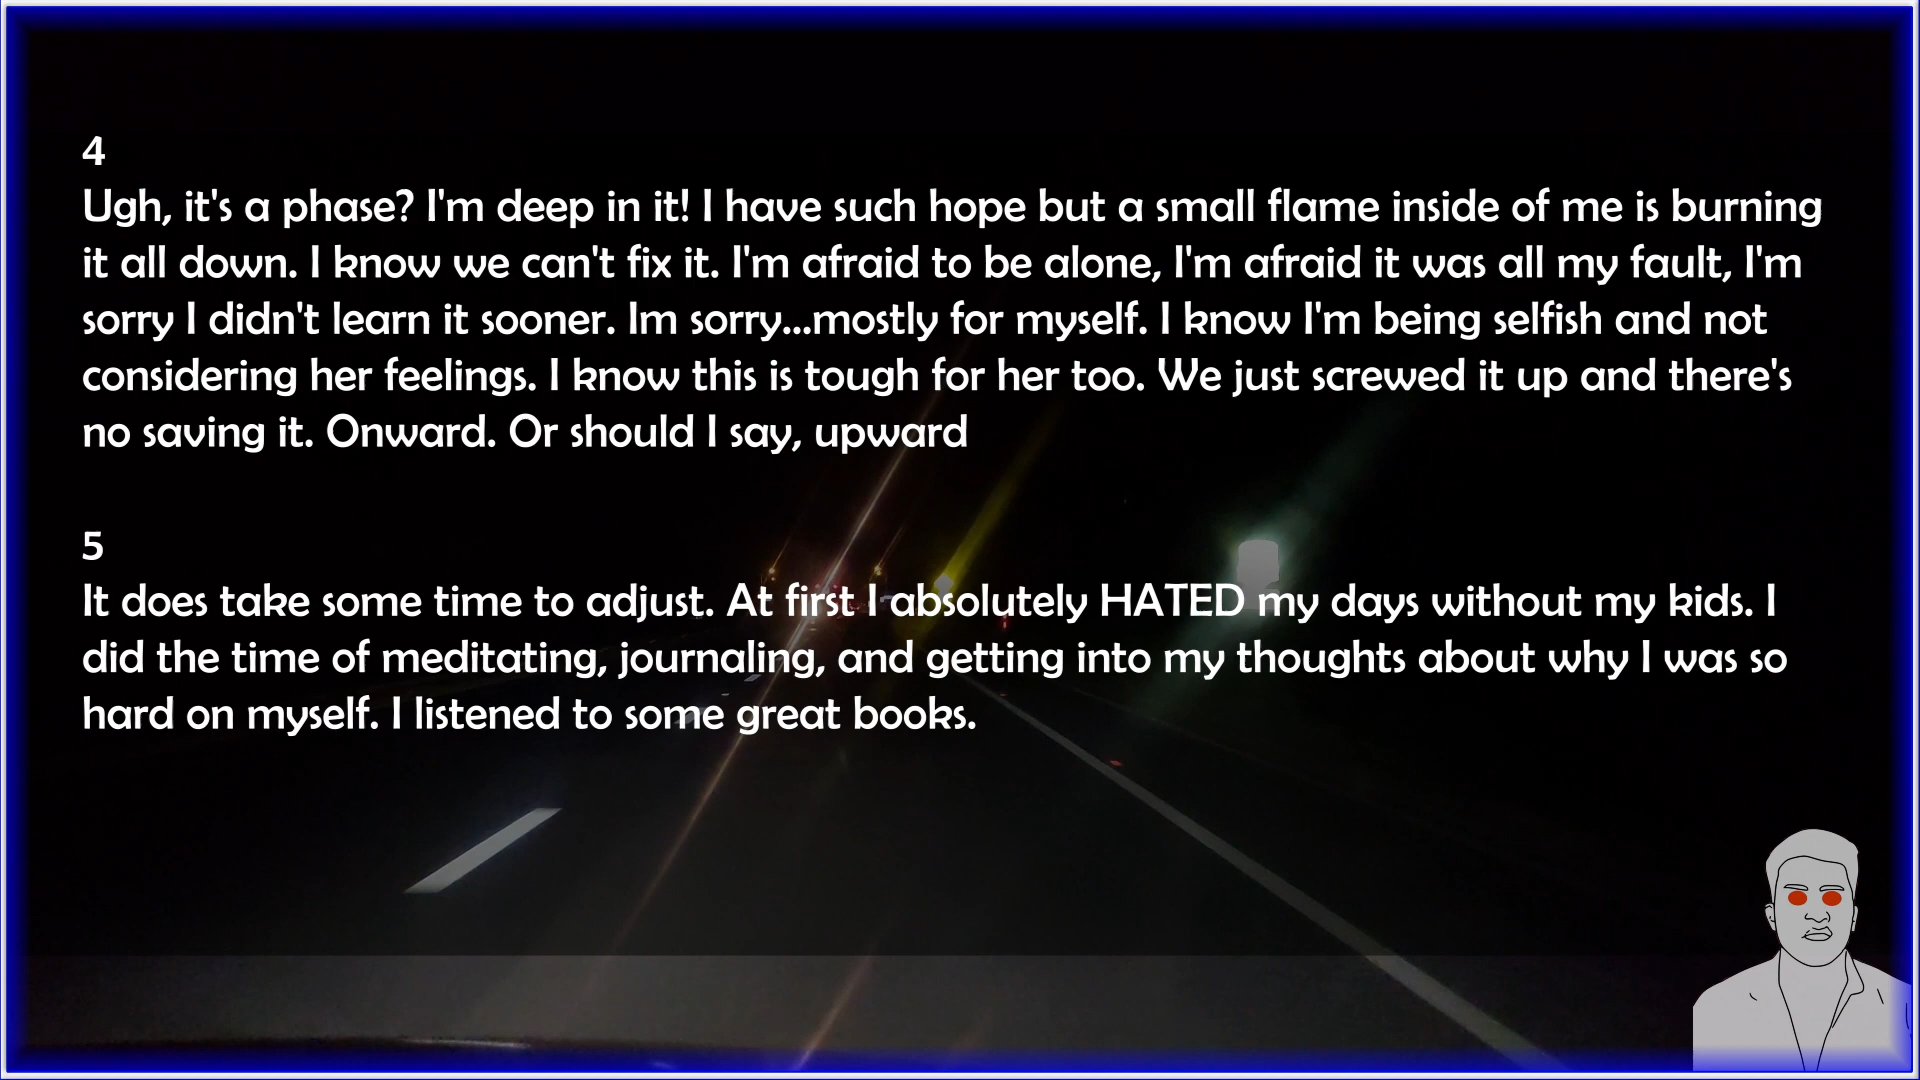 4
Ugh, it's a phase? I'm deep in it! I have such hope but a small flame inside of me is burning
it all down. I know we can't fix it. I'm afraid to be alone, I'm afraid it was all my fault, I'm
sorry I didn't learn it sooner. Im sorry...mostly for myself. I know I'm being selfish and not
considering her feelings. I know this is tough for her too. We just screwed it up and there's
no saving it. Onward. Or should I say, upward
5
It does take some time to adjust. At first I absolutely HATED my days without my kids. I
did the time of meditating, journaling, and getting into my thoughts about why I was so
hard on myself. I listened to some great books.